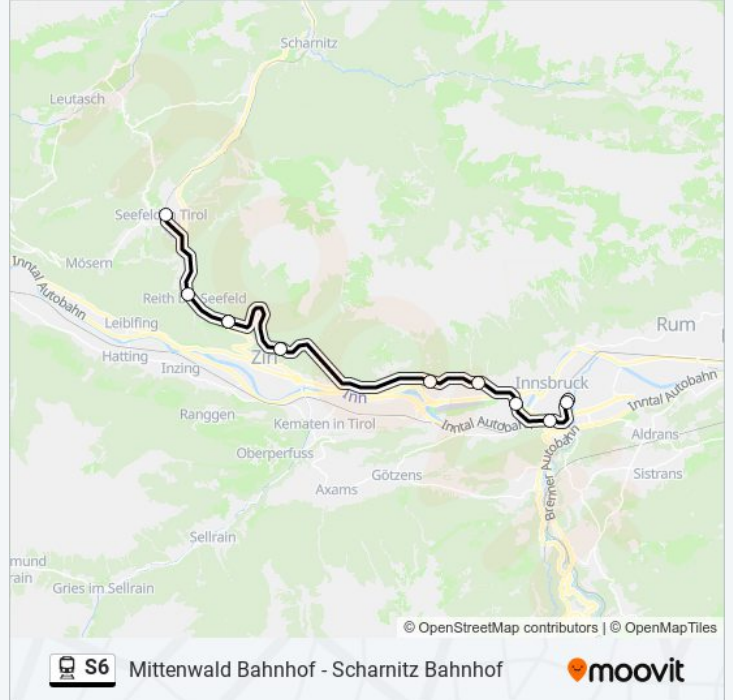 Scharnitz
Leutasch
Seefeld in Tirol
Mösern
Inntal Autobahn
Reith bei Seefeld
Leiblfing
Rum
Hatting
Zirl
Inzing
Innsbruck
Inn
Inntal Autobahn
Ranggen
Kematen in Tirol
Inntal Autobahn
Aldrans
Oberperfuss
Brenner Autobahn
Götzens
Sistrans
Axams
Sellrain
Gries im Sellrain
© OpenStreetMap contributors | © OpenMapTiles
S6
Mittenwald Bahnhof - Scharnitz Bahnhof
moovit